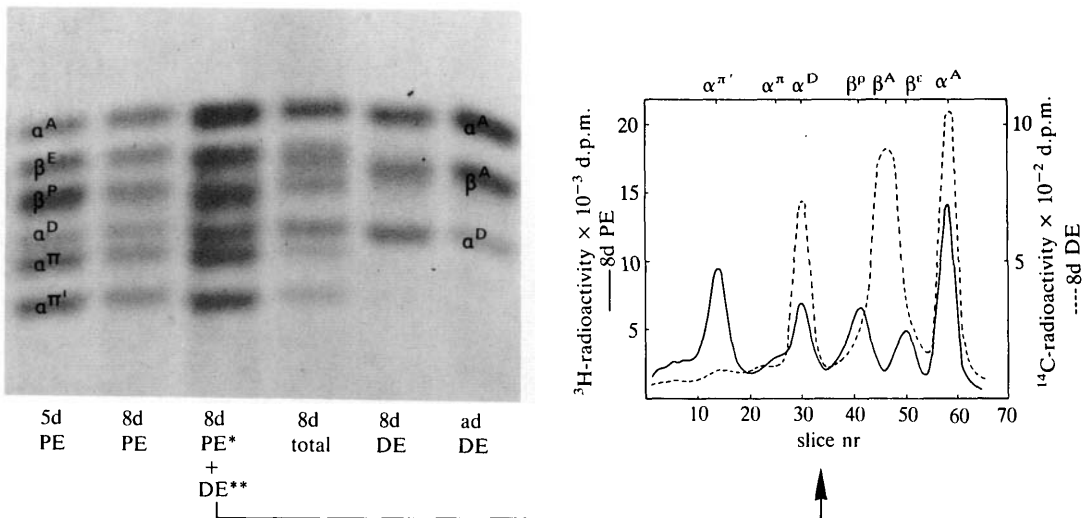 αᴬ
βᴱ
βᴾ
αᴰ
απ
απ'
αᴬ
βᴬ
αᴰ
5d PE
8d PE
8d PE* + DE**
8d total
8d DE
ad DE
απ' απ αᴰ βᵖ βᴬ βᵋ αᴬ
³H-radioactivity × 10⁻³ d.p.m.
—8d PE
20
15
10
5
10 20 30 40 50 60 70
slice nr
10
5
¹⁴C-radioactivity × 10⁻² d.p.m.
----8d DE